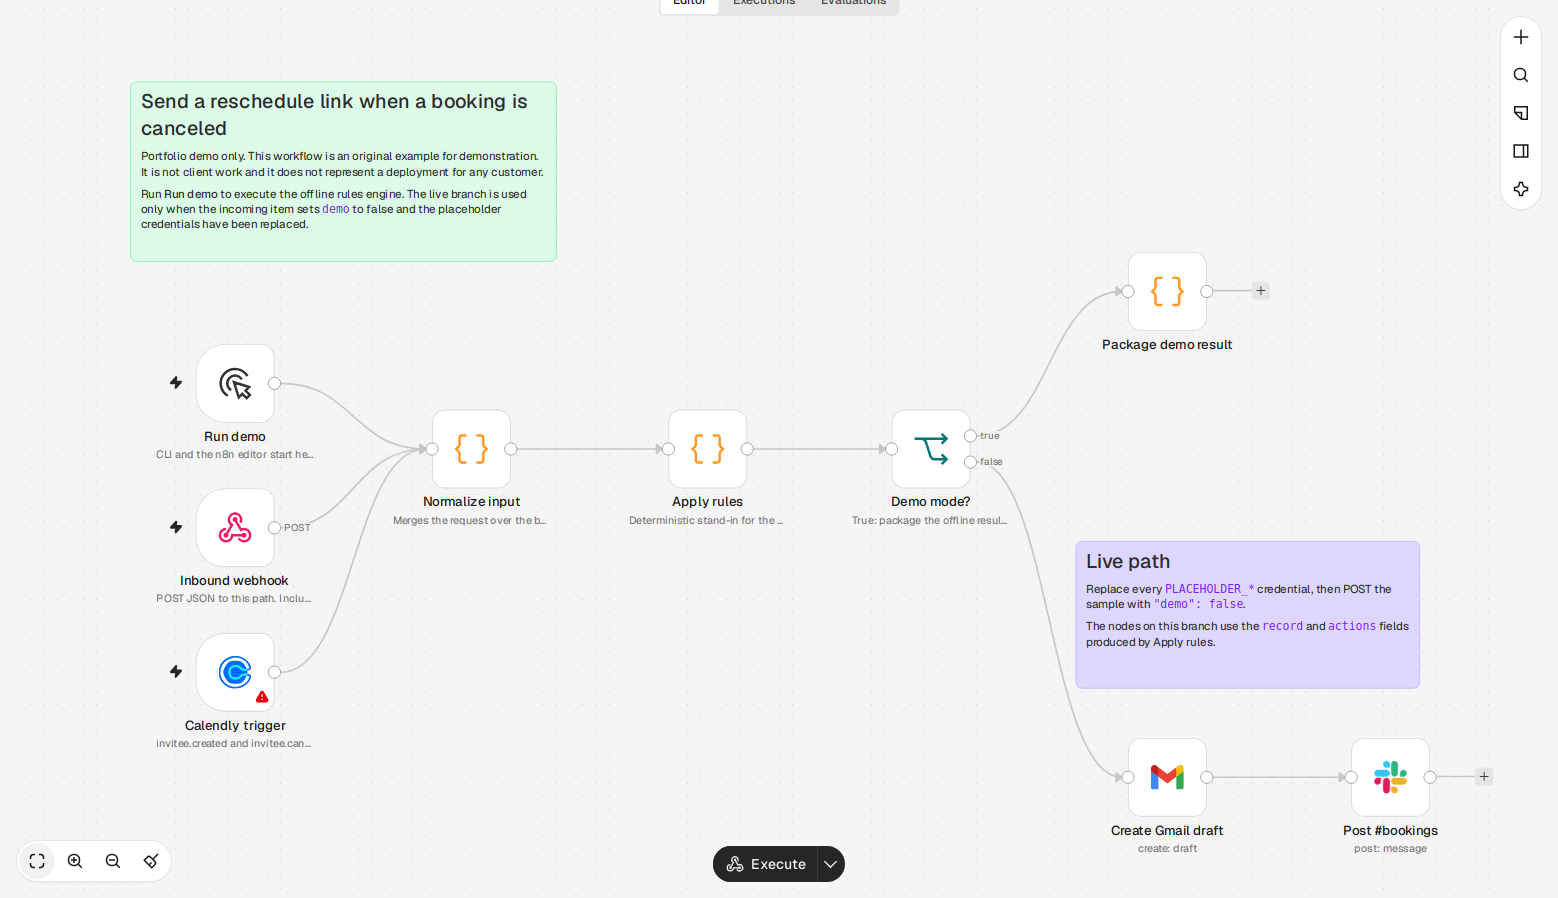 Editor Executions Evaluations
Send a reschedule link when a booking is
canceled
Portfolio demo only. This workflow is an original example for demonstration.
It is not client work and it does not represent a deployment for any customer.
Run Run demo to execute the offline rules engine. The live branch is used
only when the incoming item sets demo to false and the placeholder
credentials have been replaced.
Package demo result
Run demo
CLI and the n8n editor start he...
true
false
Normalize input
Merges the request over the b...
Apply rules
Deterministic stand-in for the ...
Demo mode?
True: package the offline resul...
POST
Inbound webhook
POST JSON to this path. Inclu...
Live path
Replace every PLACEHOLDER_* credential, then POST the
sample with "demo": false.
The nodes on this branch use the record and actions fields
produced by Apply rules.
Calendly trigger
invitee.created and invitee.can...
Create Gmail draft
create: draft
Post #bookings
post: message
Execute